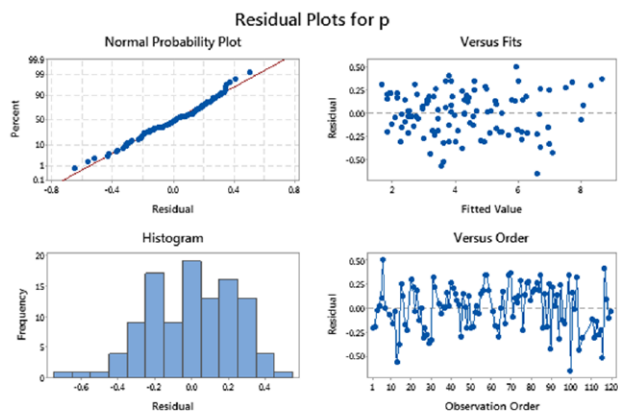 Residual Plots for p
Normal Probability Plot
99.9
99
90
50
10
1
0.1
Percent
-0.8 -0.4 0.0 0.4 0.8
Residual
Versus Fits
0.50
0.25
0.00
-0.25
-0.50
Residual
2 4 6 8
Fitted Value
Histogram
20
15
10
5
0
Frequency
-0.6 -0.4 -0.2 0.0 0.2 0.4
Residual
Versus Order
0.50
0.25
0.00
-0.25
-0.50
Residual
1 10 20 30 40 50 60 70 80 90 100 110 120
Observation Order